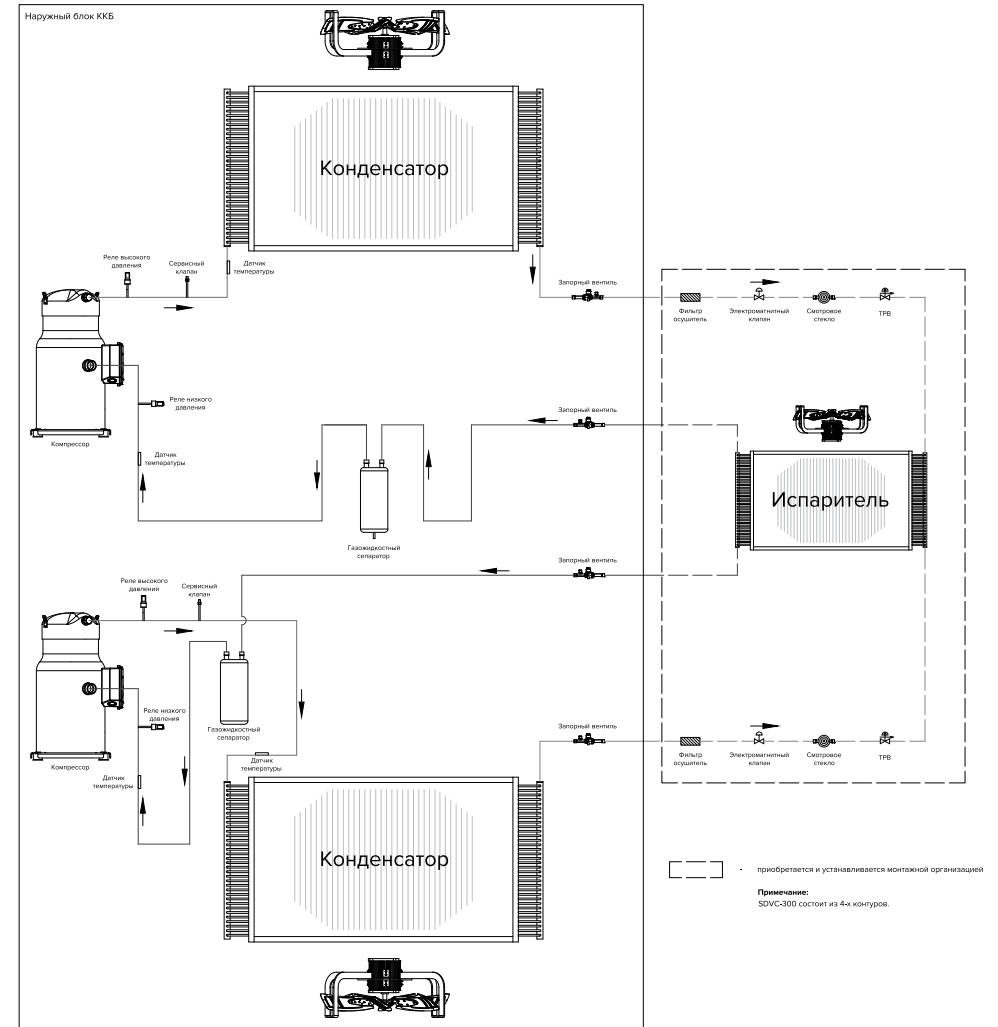 Наружный блок ККБ
Конденсатор
Реле высокого
давления
Сервисный
клапан
Датчик
температуры
Запорный вентиль
Фильтр
осушитель
Электромагнитный
клапан
Смотровое
стекло
ТРВ
Реле низкого
давления
Компрессор
Датчик
температуры
Запорный вентиль
Газожидкостный
сепаратор
Испаритель
Запорный вентиль
Реле высокого
давления
Сервисный
клапан
Реле низкого
давления
Газожидкостный
сепаратор
Компрессор
Датчик
температуры
Датчик
температуры
Запорный вентиль
Фильтр
осушитель
Электромагнитный
клапан
Смотровое
стекло
ТРВ
Конденсатор
- приобретается и устанавливается монтажной организацией
Примечание:
SDVC-300 состоит из 4-х контуров.